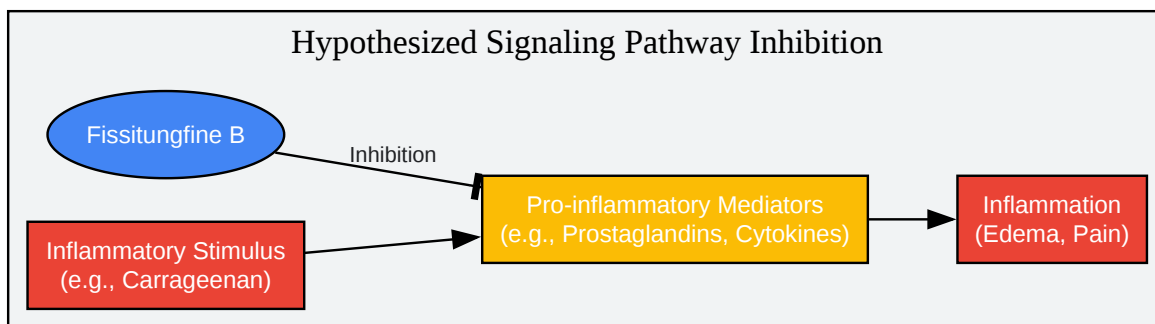 Hypothesized Signaling Pathway Inhibition
Fissitungfine B
Inhibition
Pro-inflammatory Mediators
(e.g., Prostaglandins, Cytokines)
Inflammation
(Edema, Pain)
Inflammatory Stimulus
(e.g., Carrageenan)